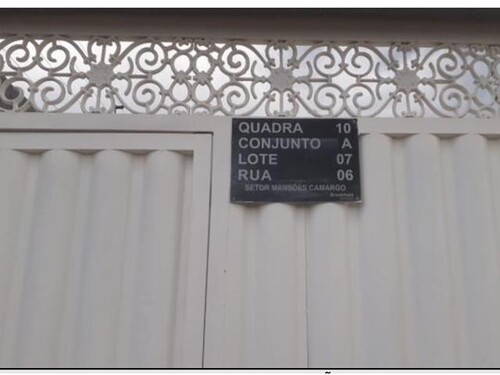 QUADRA 10
CONJUNTO A
LOTE 07
RUA 06
SETOR MANSÕES CAMARGO